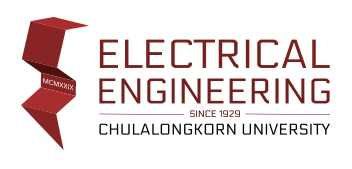 MCMXXIX
ELECTRICAL
ENGINEERING
SINCE 1929
CHULALONGKORN UNIVERSITY